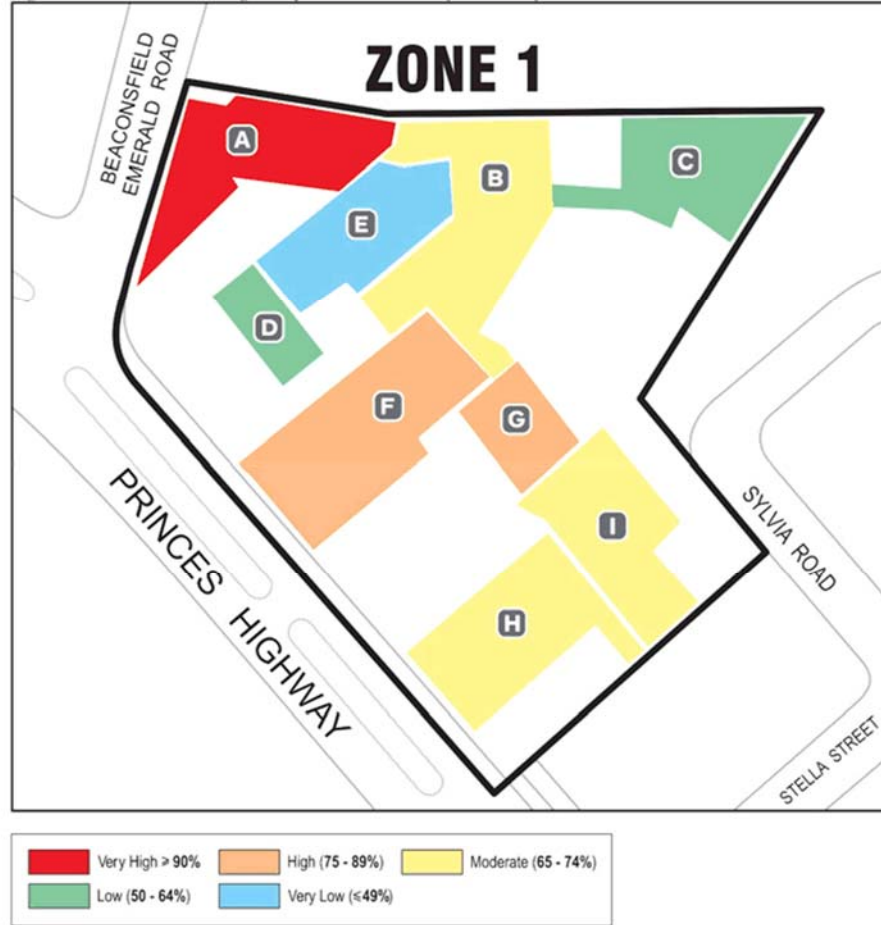 ZONE 1
BEACONSFIELD
EMERALD ROAD
A
B
C
E
D
F
G
I
H
PRINCES HIGHWAY
SYLVIA ROAD
STELLA STREET
Very High ≥ 90%
High (75 - 89%)
Moderate (65 - 74%)
Low (50 - 64%)
Very Low (≤49%)